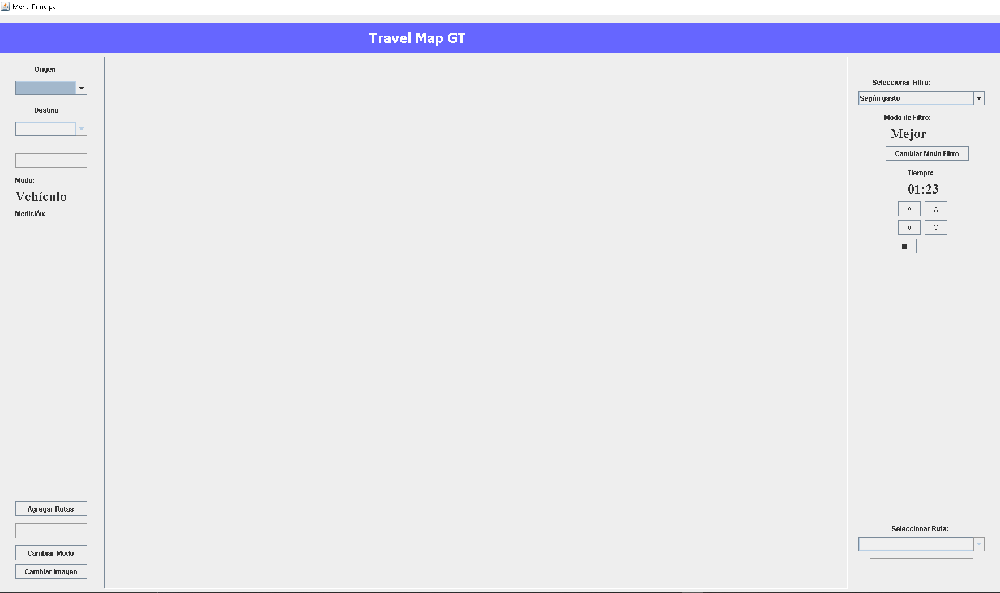 Menu Principal
Travel Map GT
Origen
Destino
Modo:
Vehículo
Medición:
Agregar Rutas
Cambiar Modo
Cambiar Imagen
Seleccionar Filtro:
Según gasto
Modo de Filtro:
Mejor
Cambiar Modo Filtro
Tiempo:
01:23
/\ /\
\/ \/
Seleccionar Ruta: